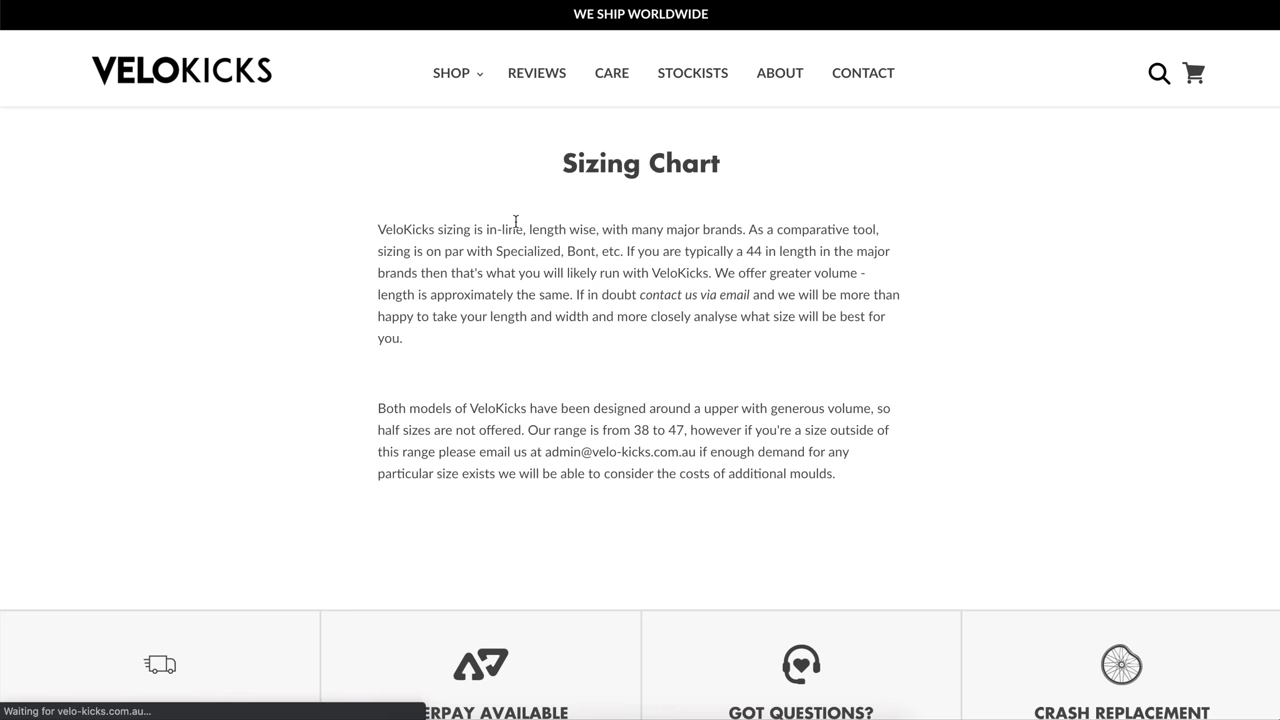 WE SHIP WORLDWIDE
VELOKICKS
SHOP REVIEWS CARE STOCKISTS ABOUT CONTACT
Sizing Chart
VeloKicks sizing is in-line, length wise, with many major brands. As a comparative tool,
sizing is on par with Specialized, Bont, etc. If you are typically a 44 in length in the major
brands then that's what you will likely run with VeloKicks. We offer greater volume -
length is approximately the same. If in doubt contact us via email and we will be more than
happy to take your length and width and more closely analyse what size will be best for
you.
Both models of VeloKicks have been designed around a upper with generous volume, so
half sizes are not offered. Our range is from 38 to 47, however if you're a size outside of
this range please email us at admin@velo-kicks.com.au if enough demand for any
particular size exists we will be able to consider the costs of additional moulds.
Waiting for velo-kicks.com.au...
ERPAY AVAILABLE
GOT QUESTIONS?
CRASH REPLACEMENT